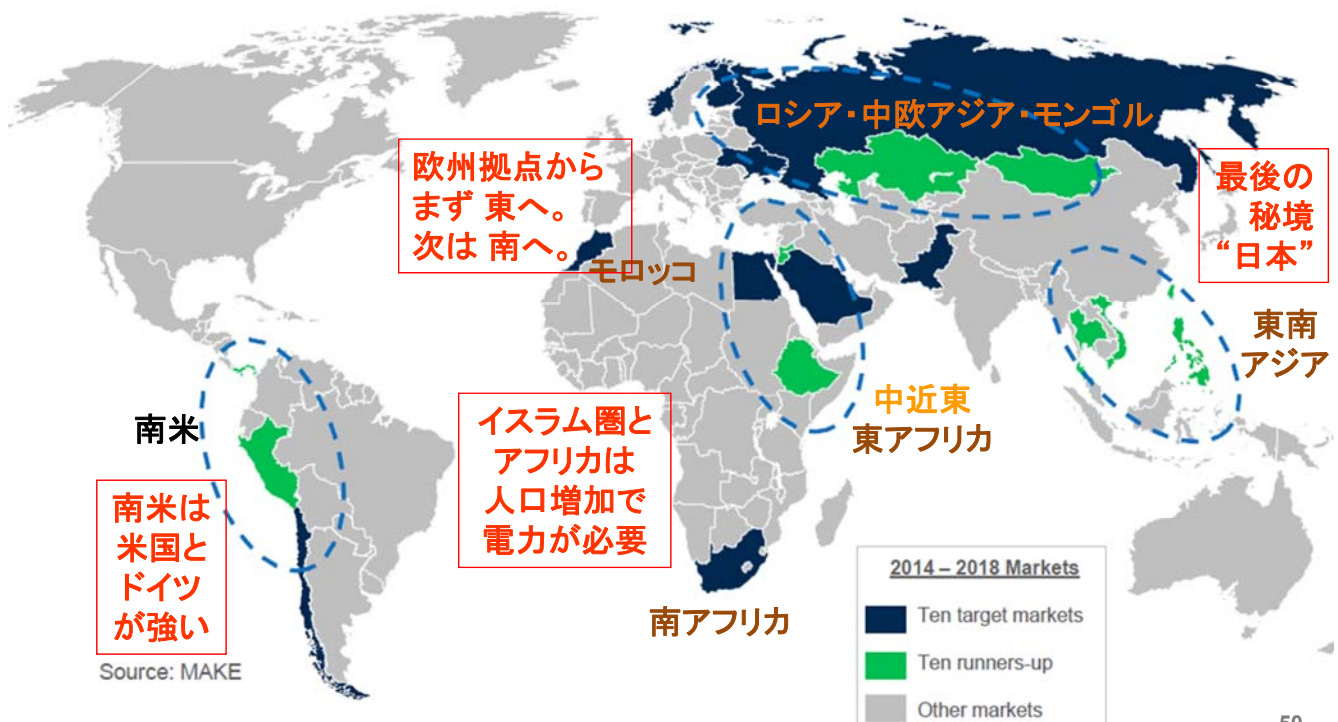 ロシア・中欧アジア・モンゴル
欧州拠点から
まず 東へ。
次は 南へ。
最後の
秘境
“日本”
モロッコ
東南
アジア
中近東
東アフリカ
南米
イスラム圏と
アフリカは
人口増加で
電力が必要
南米は
米国と
ドイツ
が強い
南アフリカ
2014 – 2018 Markets
Ten target markets
Ten runners-up
Other markets
Source: MAKE
59